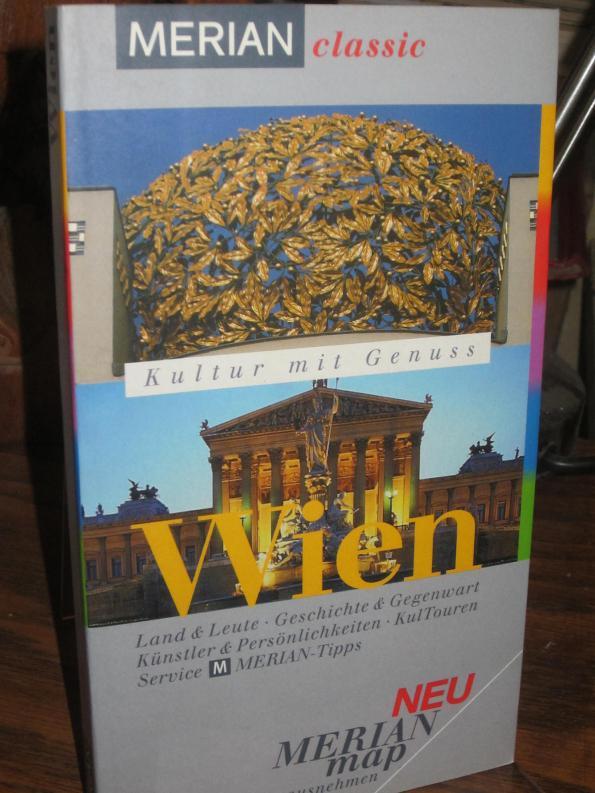 MERIAN classic
Wien
Kultur mit Genuss
Wien
Land & Leute · Geschichte & Gegenwart
Künstler & Persönlichkeiten · KulTouren
Service M MERIAN-Tipps
NEU
MERIAN
map